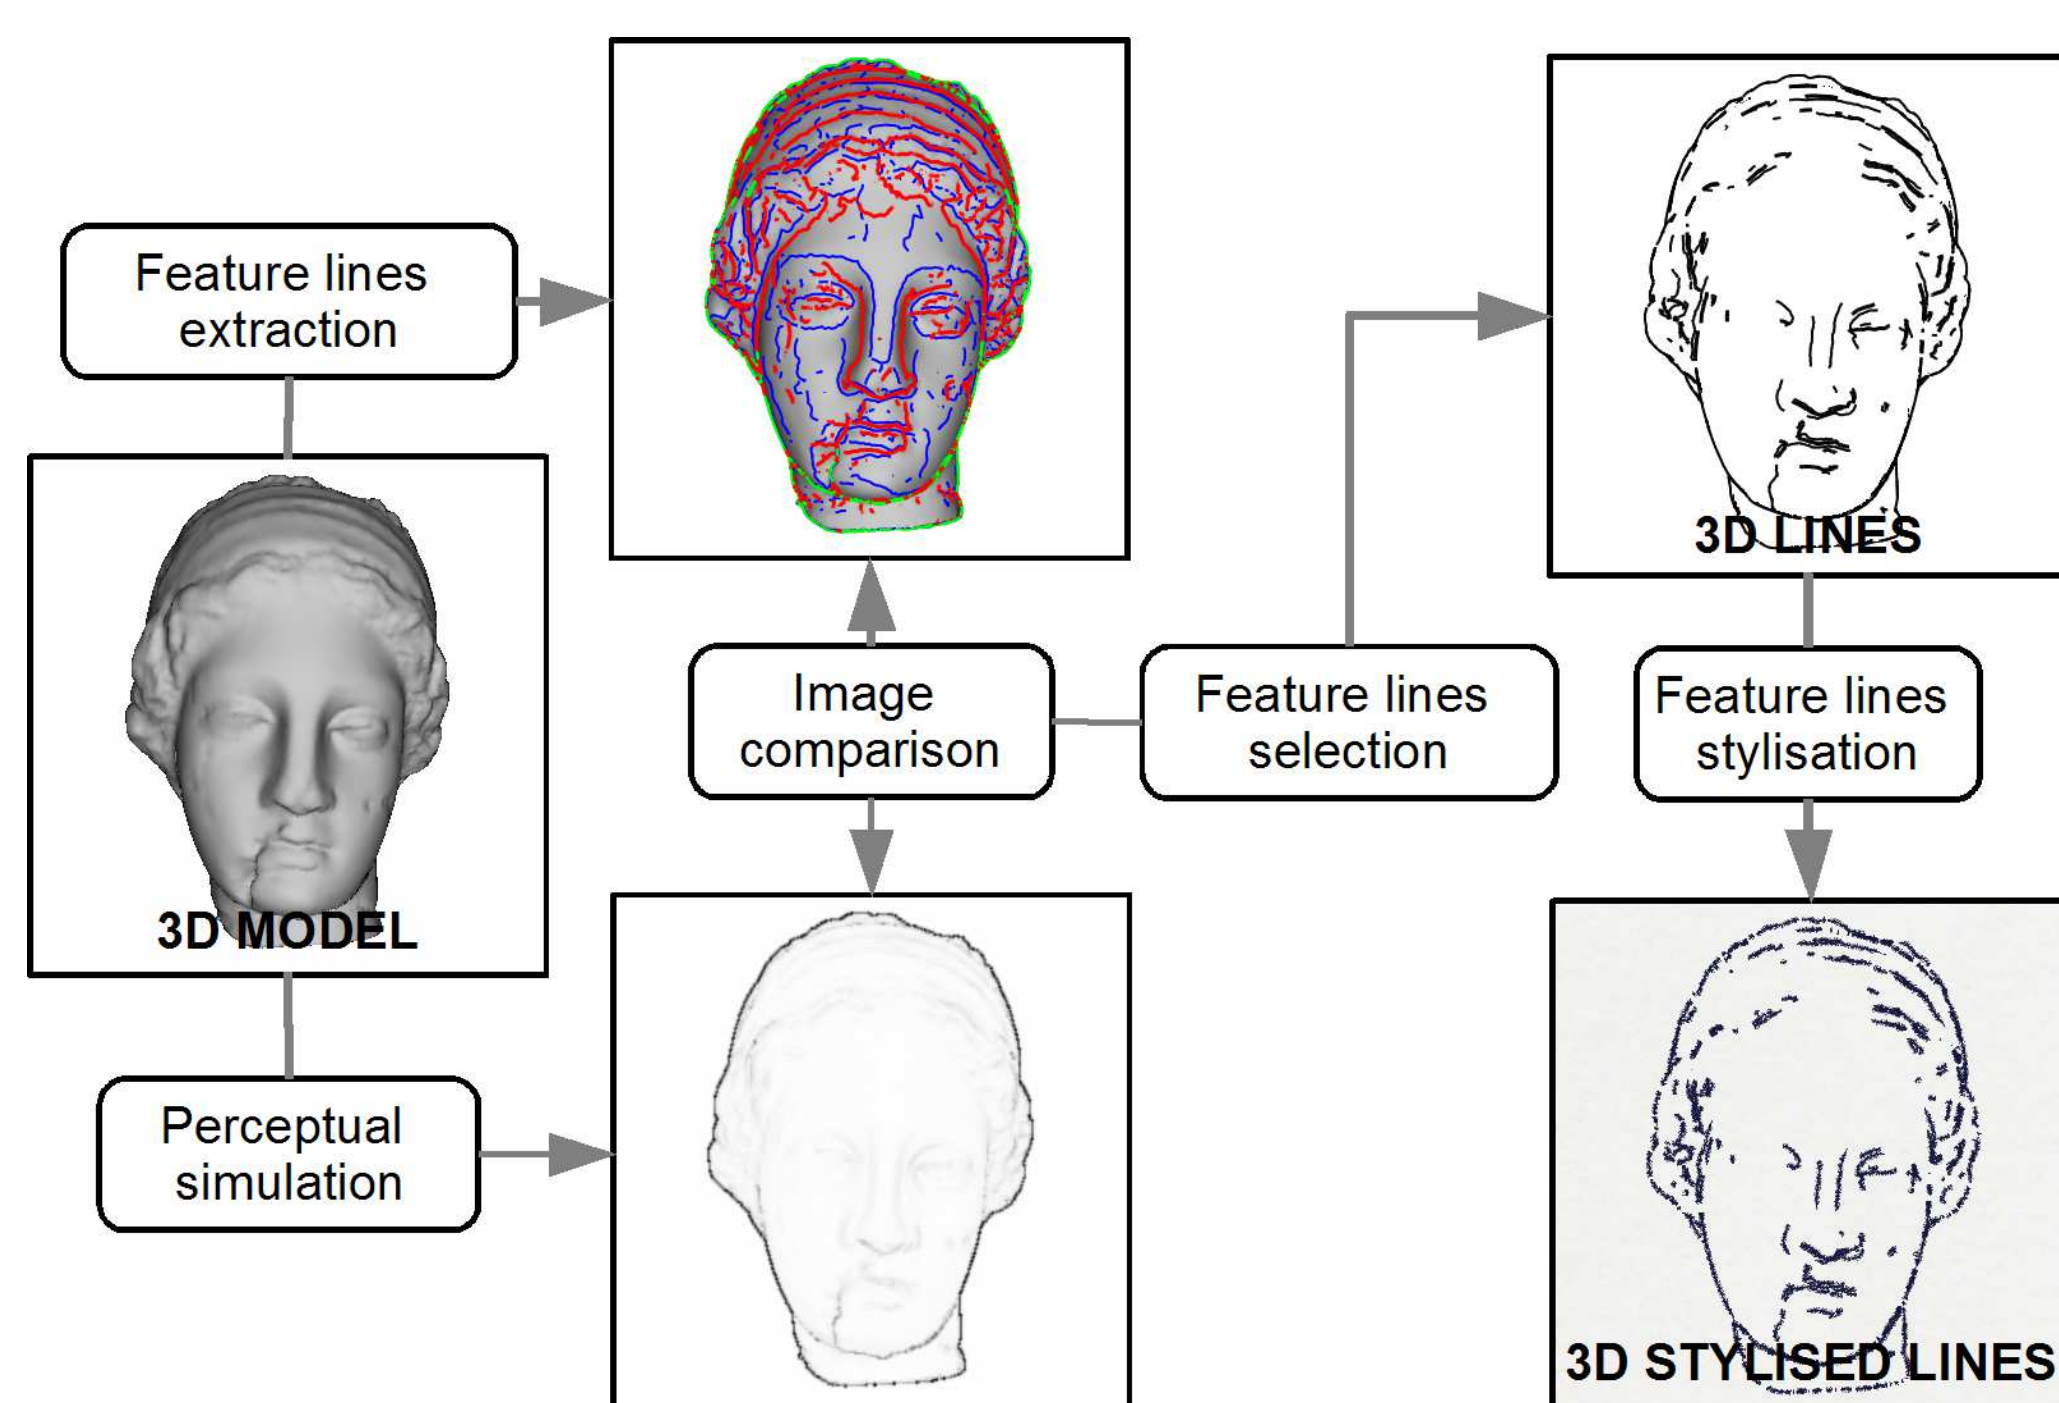 Feature lines
extraction
3D MODEL
Perceptual
simulation
Image
comparison
Feature lines
selection
3D LINES
Feature lines
stylisation
3D STYLISED LINES